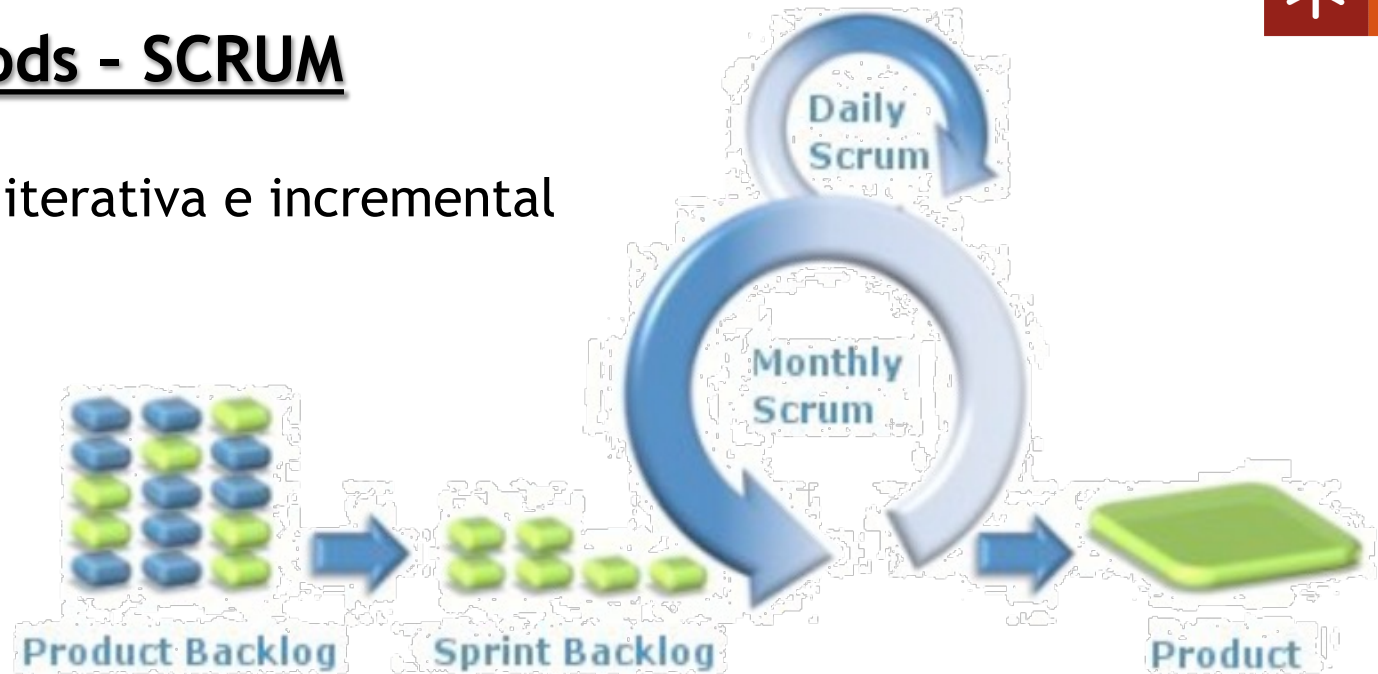 ods - SCRUM
iterativa e incremental
Daily
Scrum
Monthly
Scrum
Product Backlog
Sprint Backlog
Product